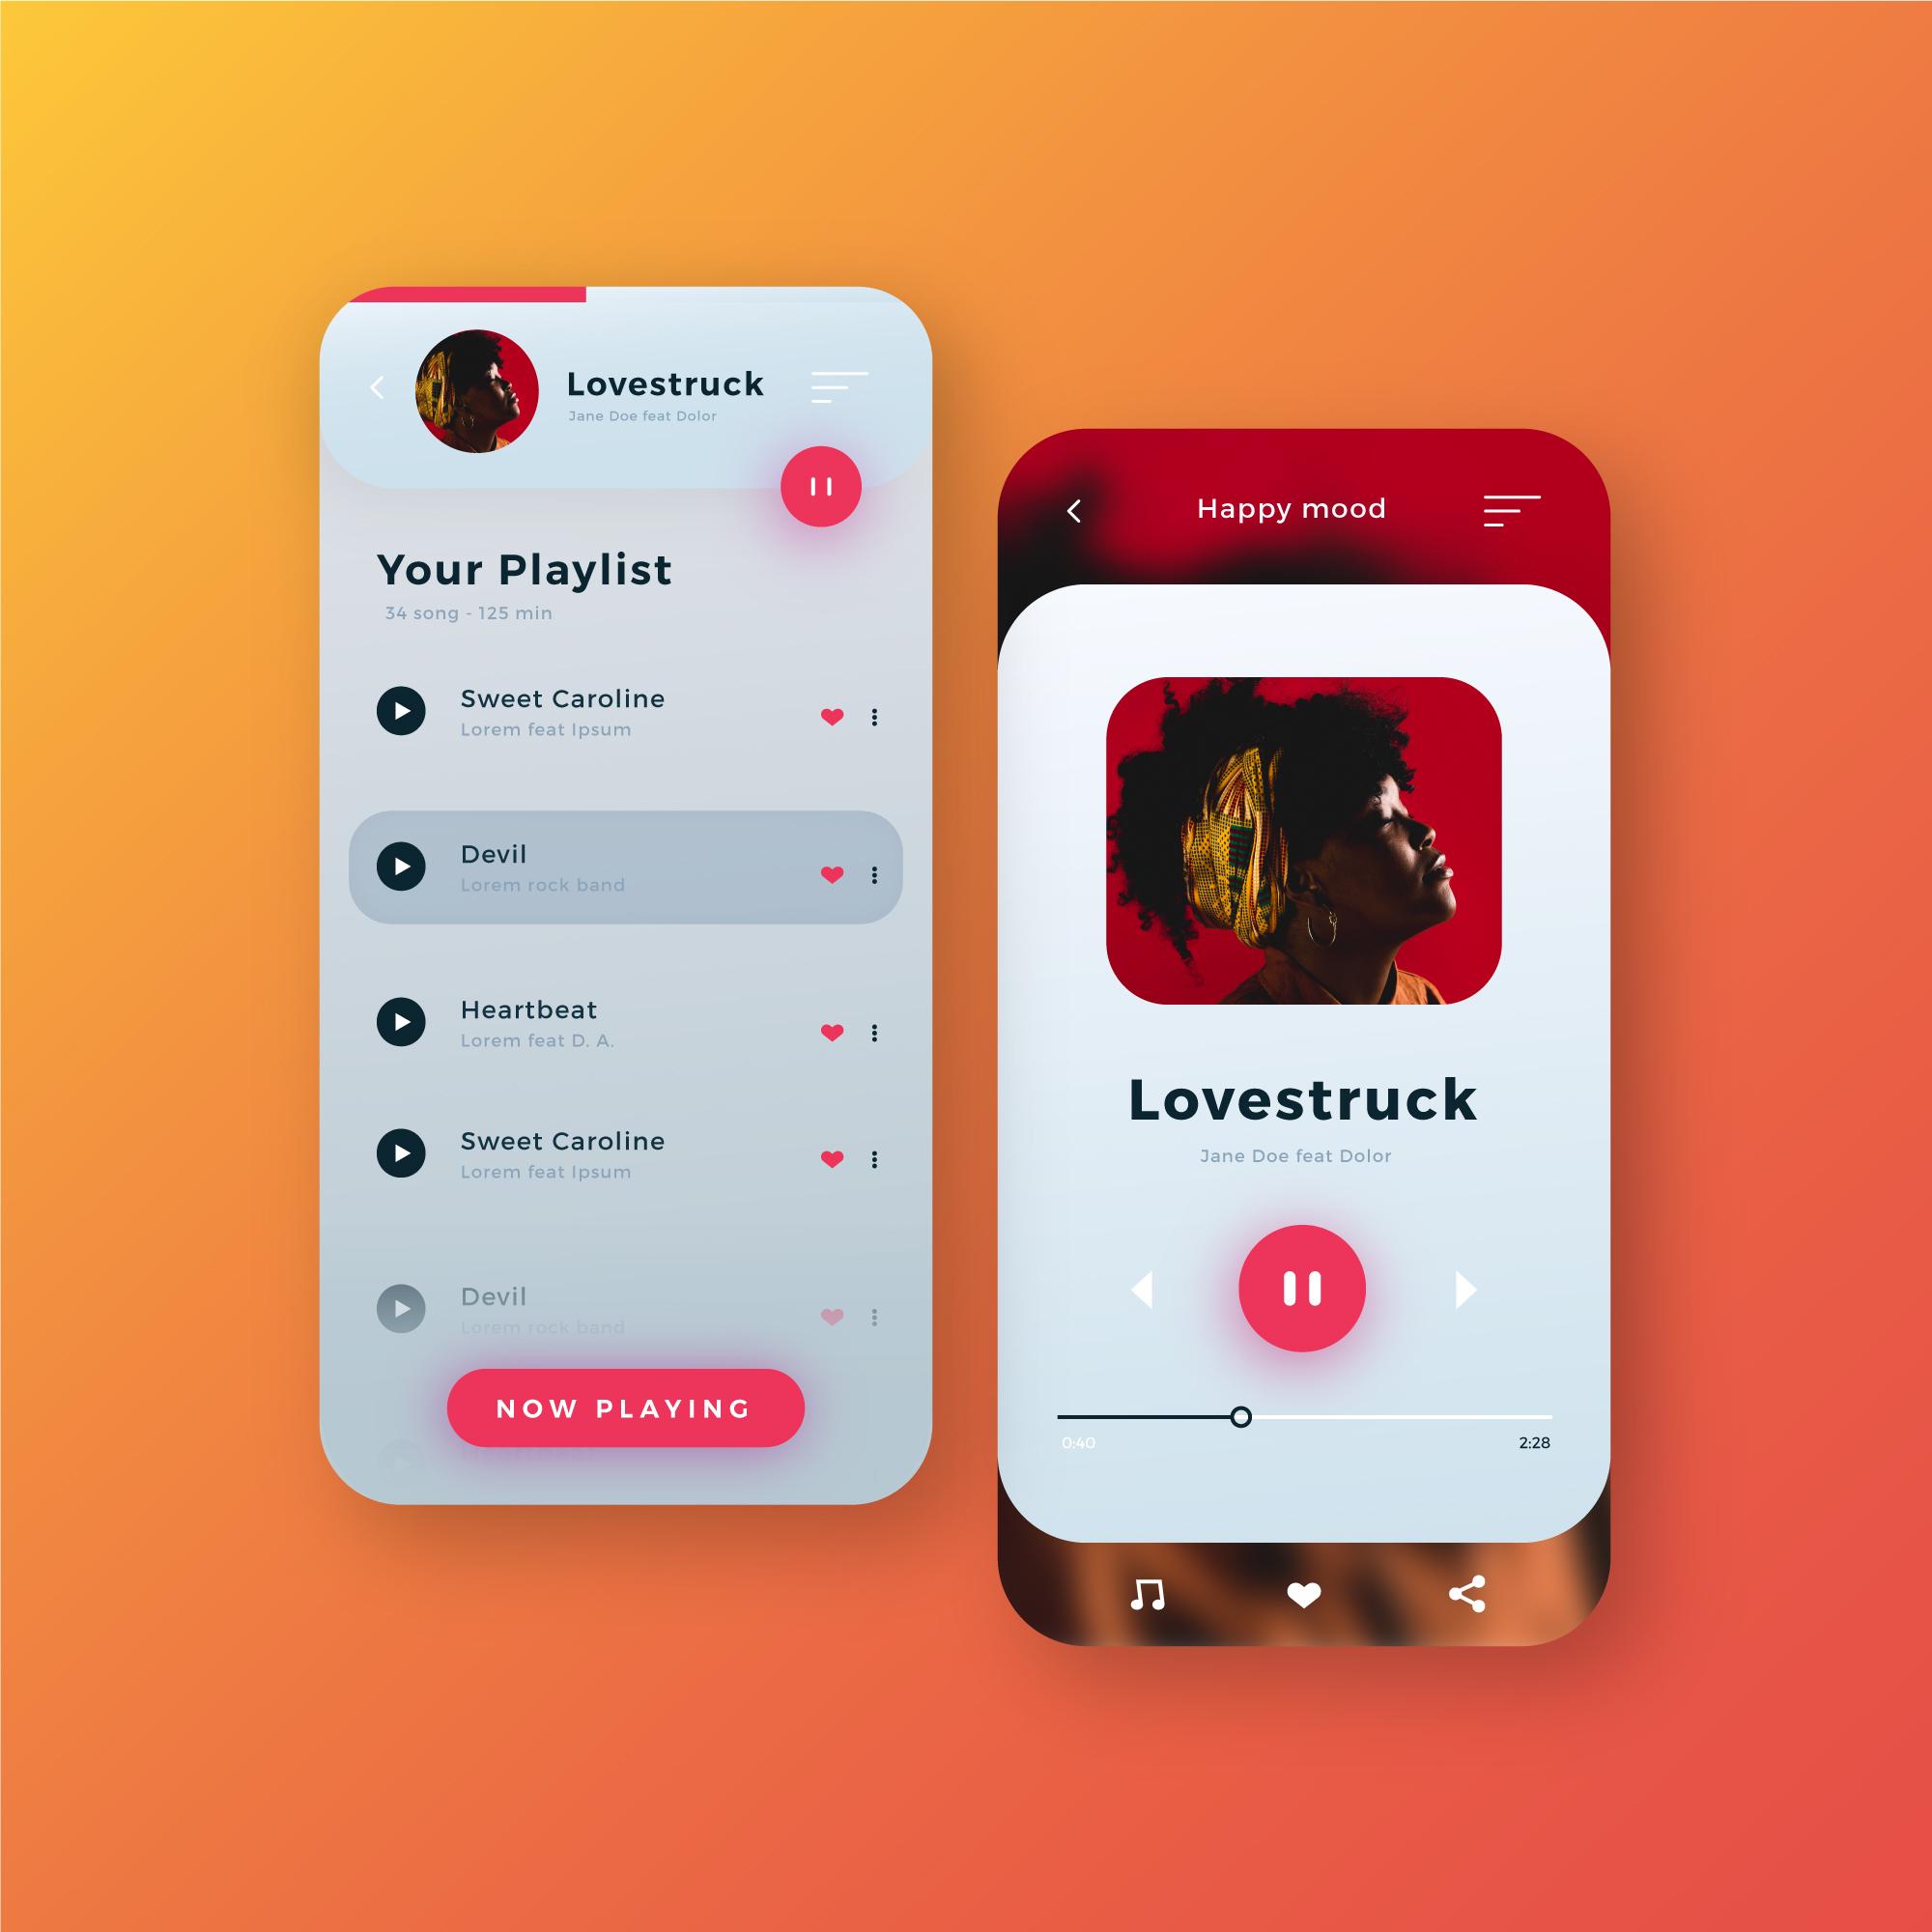 Lovestruck
Jane Doe feat Dolor
Your Playlist
34 song - 125 min
Sweet Caroline
Lorem feat Ipsum
Devil
Lorem rock band
Heartbeat
Lorem feat D. A.
Sweet Caroline
Lorem feat Ipsum
Devil
Lorem rock band
NOW PLAYING
Happy mood
Lovestruck
Jane Doe feat Dolor
0:40 2:28